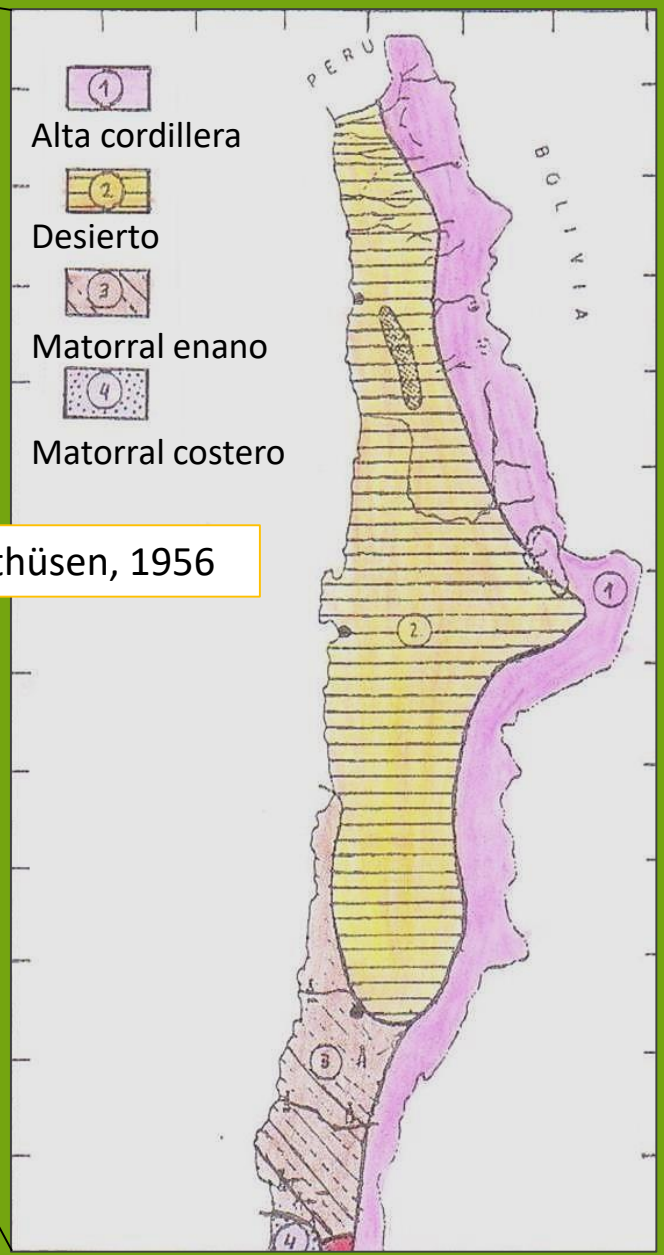 1
Alta cordillera
2
Desierto
3
Matorral enano
4
Matorral costero
thüsen, 1956
PERU
BOLIVIA
1
2
3 A
B
4